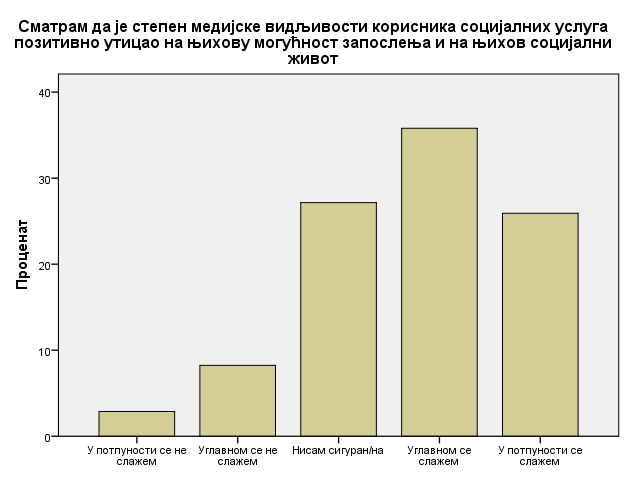 Сматрам да је степен медијске видљивости корисника социјалних услуга
позитивно утицао на њихову могућност запослења и на њихов социјални
живот
Проценат
40
30
20
10
0
У потпуности се не
слажем
Углавном се не
слажем
Нисам сигуран/на
Углавном се
слажем
У потпуности се
слажем